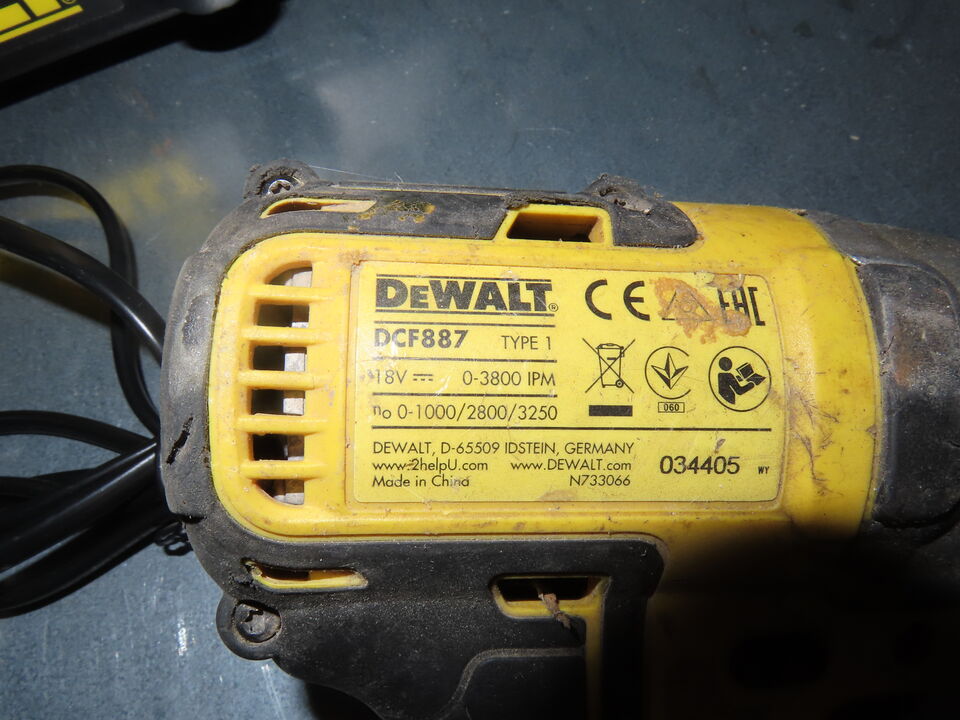 DEWALT®
DCF887 TYPE 1
18V 0-3800 IPM
n₀ 0-1000/2800/3250
CE
EAC
060
DEWALT, D-65509 IDSTEIN, GERMANY
www.2helpU.com www.DEWALT.com
Made in China N733066
034405 WY